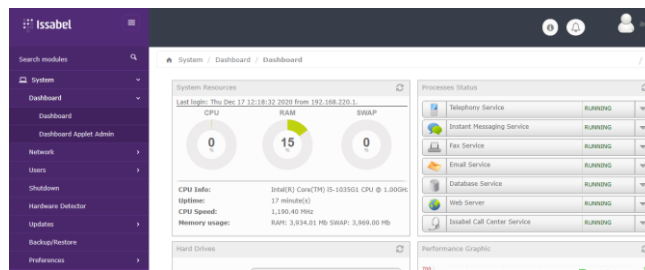 Issabel
Search modules
System
Dashboard
Dashboard
Dashboard Applet Admin
Network
Users
Shutdown
Hardware Detector
Updates
Backup/Restore
Preferences
System / Dashboard / Dashboard /
System Resources
Last login: Thu Dec 17 12:18:32 2020 from 192.168.220.1.
CPU RAM SWAP
0 % 15 % 0 %
CPU Info: Intel(R) Core(TM) i5-1035G1 CPU @ 1.00GH
Uptime: 17 minute(s)
CPU Speed: 1,190.40 MHz
Memory usage: RAM: 3,934.01 Mb SWAP: 3,969.00 Mb
Hard Drives
Processes Status
Telephony Service RUNNING
Instant Messaging Service RUNNING
Fax Service RUNNING
Email Service RUNNING
Database Service RUNNING
Web Server RUNNING
Issabel Call Center Service RUNNING
Performance Graphic